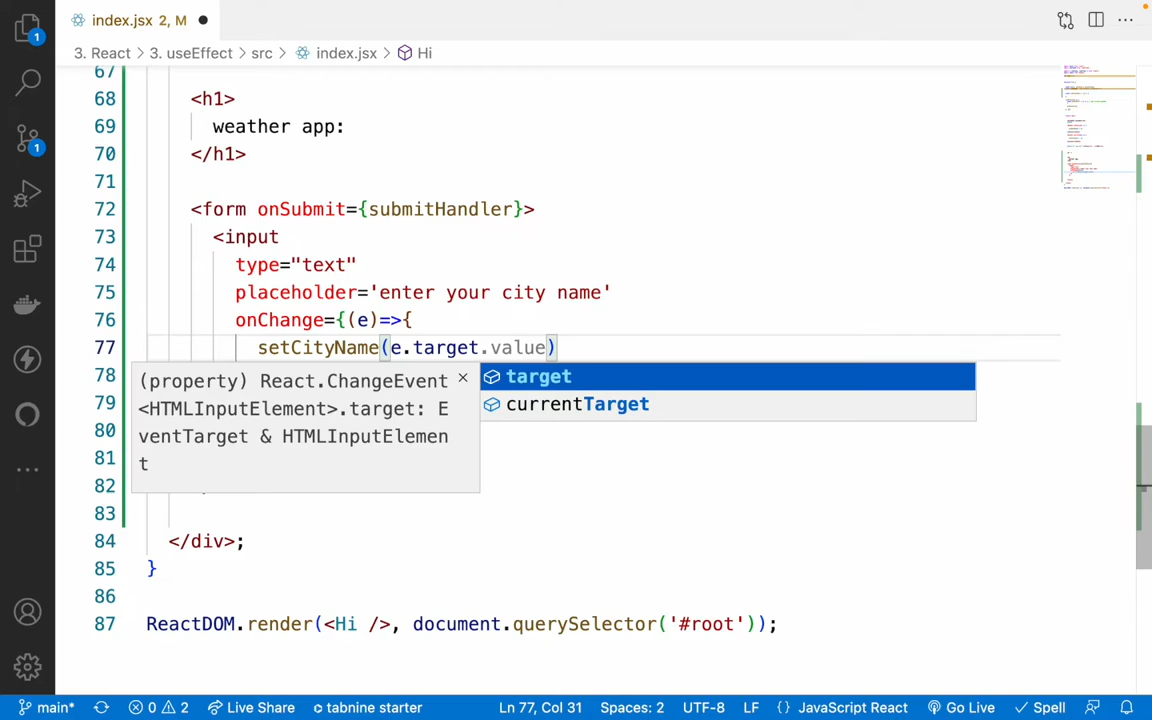 index.jsx 2, M
3. React > 3. useEffect > src > index.jsx > Hi
1
1
67
68 <h1>
69 weather app:
70 </h1>
71
72 <form onSubmit={submitHandler}>
73 <input
74 type="text"
75 placeholder='enter your city name'
76 onChange={(e)=>{
77 setCityName(e.target.value)
78
79
80
81
82
83
(property) React.ChangeEvent
<HTMLInputElement>.target: E
ventTarget & HTMLInputElemen
t
target
currentTarget
84 </div>;
85 }
86
87 ReactDOM.render(<Hi />, document.querySelector('#root'));
main* 0 2 Live Share tabnine starter Ln 77, Col 31 Spaces: 2 UTF-8 LF {} JavaScript React Go Live Spell